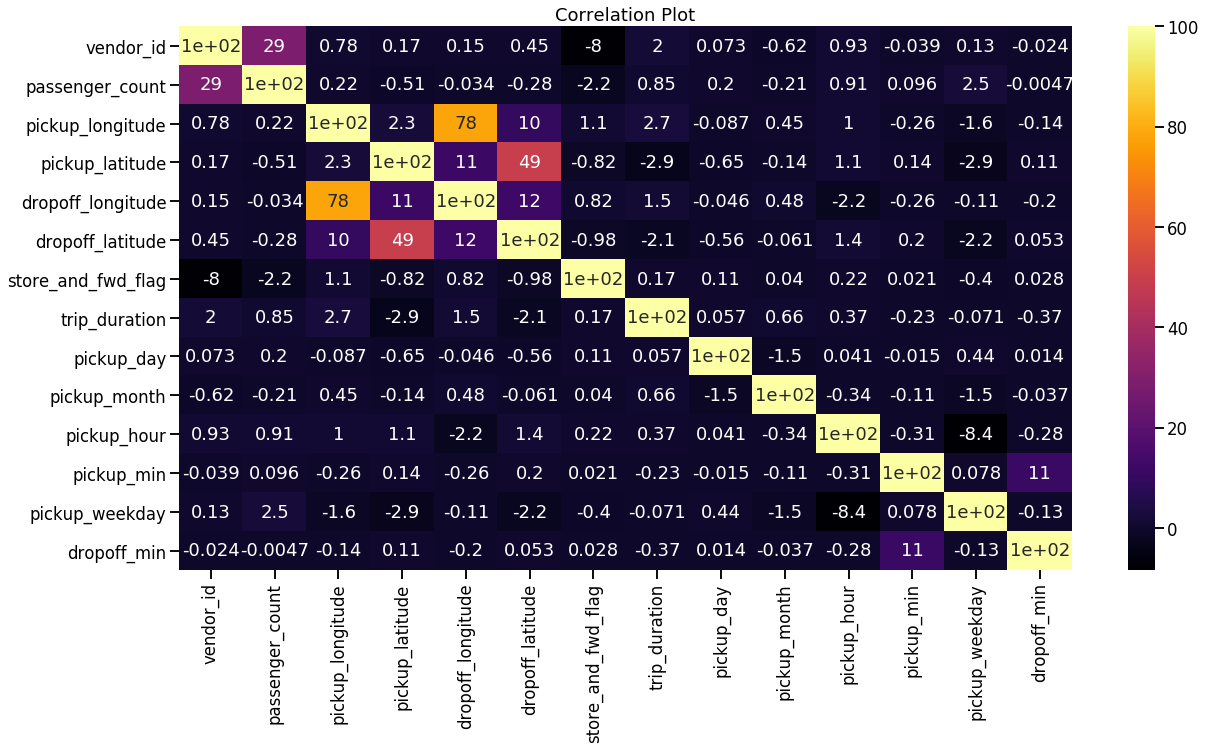 Correlation Plot
vendor_id 1e+02 29 0.78 0.17 0.15 0.45 -8 2 0.073 -0.62 0.93 -0.039 0.13 -0.024
passenger_count 29 1e+02 0.22 -0.51 -0.034 -0.28 -2.2 0.85 0.2 -0.21 0.91 0.096 2.5 -0.0047
pickup_longitude 0.78 0.22 1e+02 2.3 78 10 1.1 2.7 -0.087 0.45 1 -0.26 -1.6 -0.14
pickup_latitude 0.17 -0.51 2.3 1e+02 11 49 -0.82 -2.9 -0.65 -0.14 1.1 0.14 -2.9 0.11
dropoff_longitude 0.15 -0.034 78 11 1e+02 12 0.82 1.5 -0.046 0.48 -2.2 -0.26 -0.11 -0.2
dropoff_latitude 0.45 -0.28 10 49 12 1e+02 -0.98 -2.1 -0.56 -0.061 1.4 0.2 -2.2 0.053
store_and_fwd_flag -8 -2.2 1.1 -0.82 0.82 -0.98 1e+02 0.17 0.11 0.04 0.22 0.021 -0.4 0.028
trip_duration 2 0.85 2.7 -2.9 1.5 -2.1 0.17 1e+02 0.057 0.66 0.37 -0.23 -0.071 -0.37
pickup_day 0.073 0.2 -0.087 -0.65 -0.046 -0.56 0.11 0.057 1e+02 -1.5 0.041 -0.015 0.44 0.014
pickup_month -0.62 -0.21 0.45 -0.14 0.48 -0.061 0.04 0.66 -1.5 1e+02 -0.34 -0.11 -1.5 -0.037
pickup_hour 0.93 0.91 1 1.1 -2.2 1.4 0.22 0.37 0.041 -0.34 1e+02 -0.31 -8.4 -0.28
pickup_min -0.039 0.096 -0.26 0.14 -0.26 0.2 0.021 -0.23 -0.015 -0.11 -0.31 1e+02 0.078 11
pickup_weekday 0.13 2.5 -1.6 -2.9 -0.11 -2.2 -0.4 -0.071 0.44 -1.5 -8.4 0.078 1e+02 -0.13
dropoff_min -0.024 -0.0047 -0.14 0.11 -0.2 0.053 0.028 -0.37 0.014 -0.037 -0.28 11 -0.13 1e+02
vendor_id
passenger_count
pickup_longitude
pickup_latitude
dropoff_longitude
dropoff_latitude
store_and_fwd_flag
trip_duration
pickup_day
pickup_month
pickup_hour
pickup_min
pickup_weekday
dropoff_min
100
80
60
40
20
0